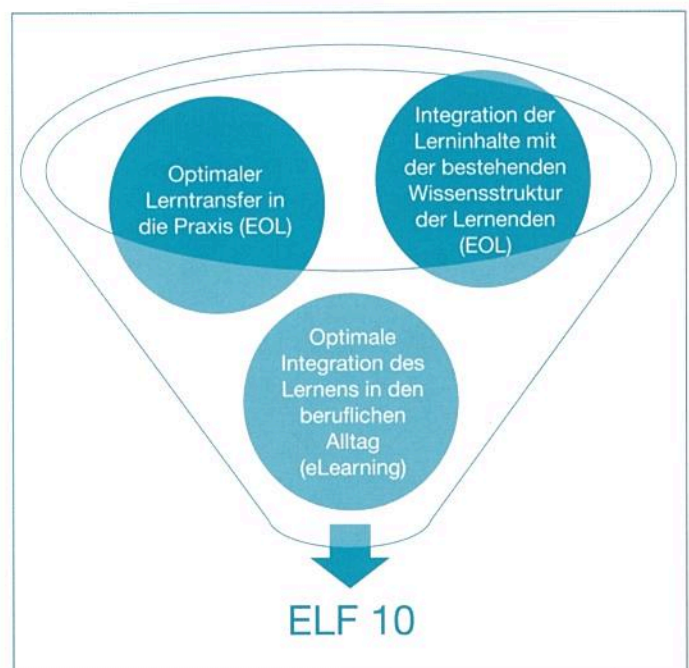 Optimaler
Lerntransfer in
die Praxis (EOL)
Integration der
Lerninhalte mit
der bestehenden
Wissensstruktur
der Lernenden
(EOL)
Optimale
Integration des
Lernens in den
beruflichen
Alltag
(eLearning)
ELF 10